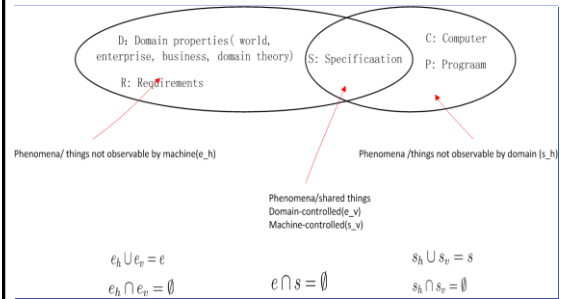 D: Domain properties( world,
enterprise, business, domain theory)
R: Requirements
S: Specificaation
C: Computer
P: Prograam
Phenomena/ things not observable by machine(e_h)
Phenomena /things not observable by domain (s_h)
Phenomena/shared things
Domain-controlled(e_v)
Machine-controlled(s_v)
e_h ∪ e_v = e
e_h ∩ e_v = ∅
e ∩ s = ∅
s_h ∪ s_v = s
s_h ∩ s_v = ∅